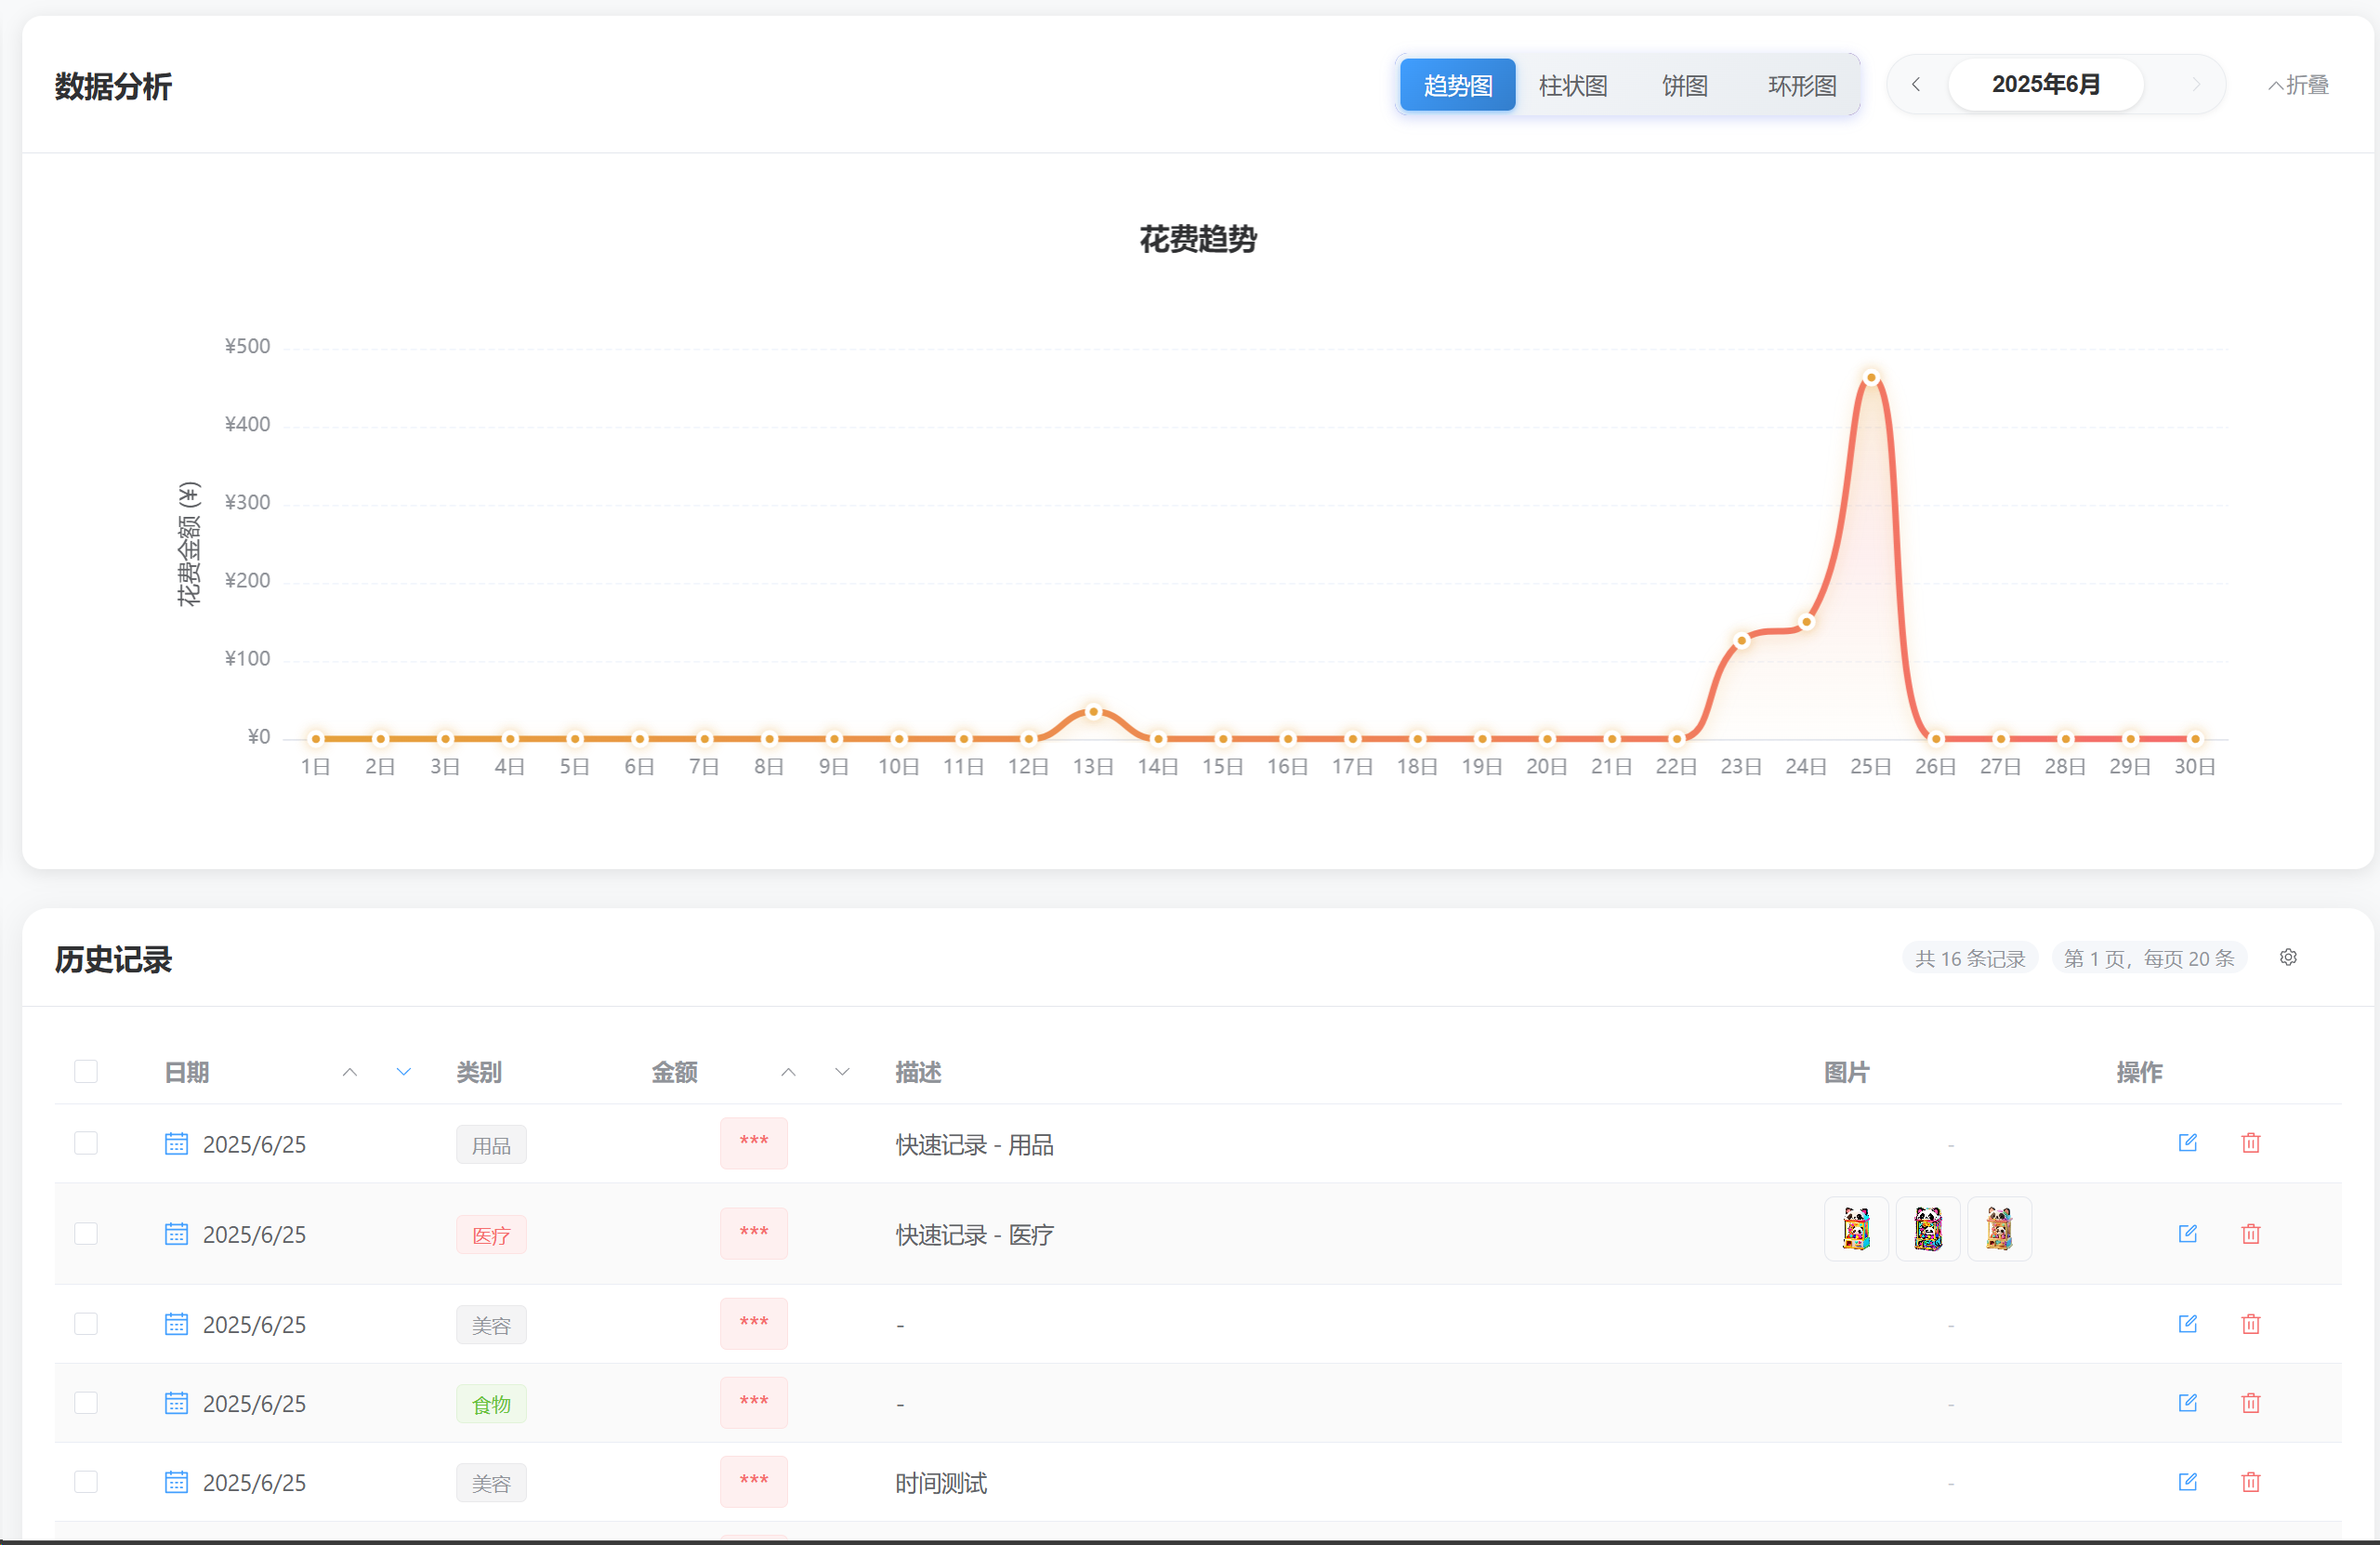 数据分析
趋势图 柱状图 饼图 环形图 2025年6月 折叠
花费趋势
花费金额 (¥)
¥500
¥400
¥300
¥200
¥100
¥0
1日 2日 3日 4日 5日 6日 7日 8日 9日 10日 11日 12日 13日 14日 15日 16日 17日 18日 19日 20日 21日 22日 23日 24日 25日 26日 27日 28日 29日 30日
历史记录
共 16 条记录 第 1 页，每页 20 条
日期 类别 金额 描述 图片 操作
2025/6/25 用品 *** 快速记录 - 用品 -
2025/6/25 医疗 *** 快速记录 - 医疗
2025/6/25 美容 *** - -
2025/6/25 食物 *** - -
2025/6/25 美容 *** 时间测试 -